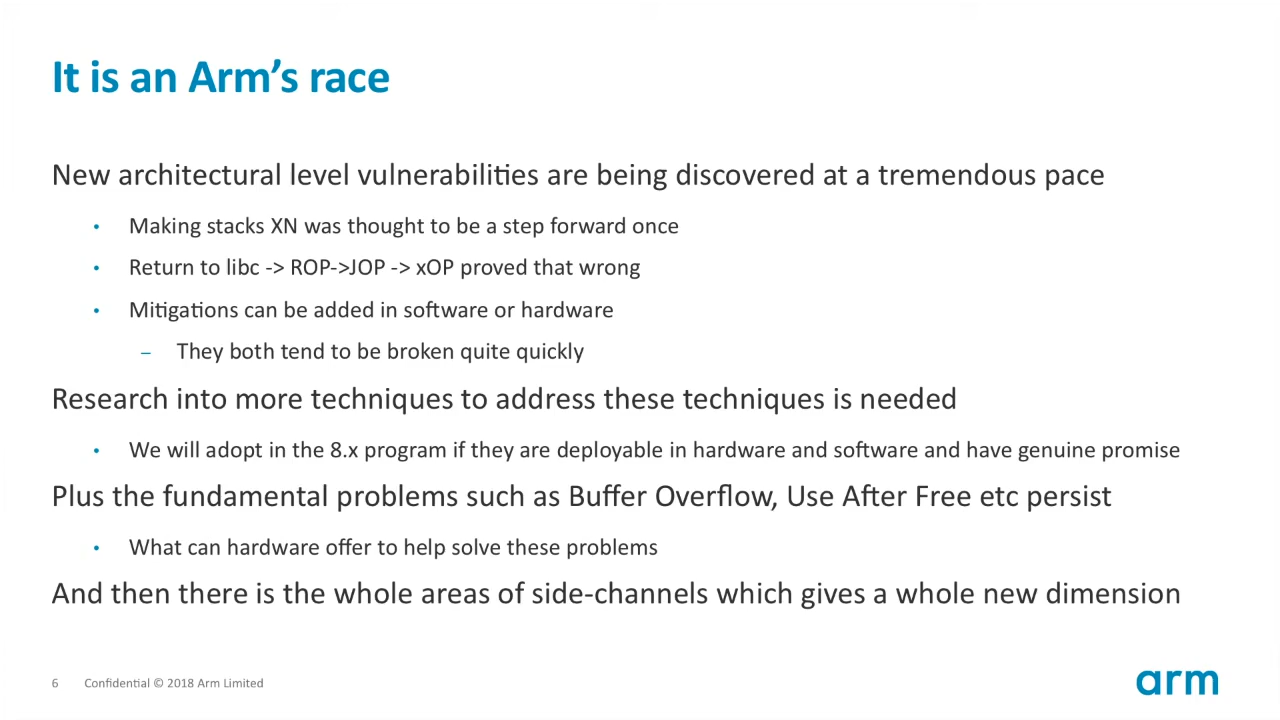 It is an Arm’s race
New architectural level vulnerabilities are being discovered at a tremendous pace
• Making stacks XN was thought to be a step forward once
• Return to libc -> ROP->JOP -> xOP proved that wrong
• Mitigations can be added in software or hardware
– They both tend to be broken quite quickly
Research into more techniques to address these techniques is needed
• We will adopt in the 8.x program if they are deployable in hardware and software and have genuine promise
Plus the fundamental problems such as Buffer Overflow, Use After Free etc persist
• What can hardware offer to help solve these problems
And then there is the whole areas of side-channels which gives a whole new dimension
6 Confidential © 2018 Arm Limited
arm